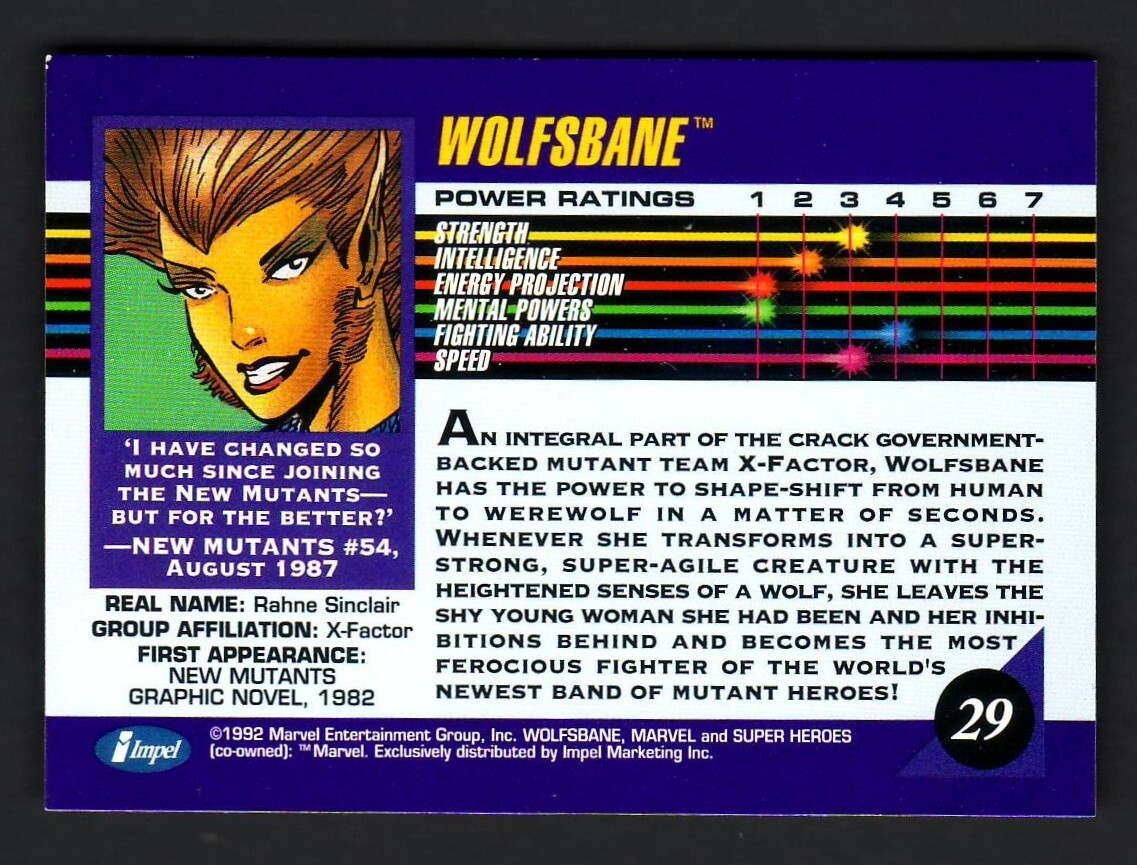 WOLFSBANE™
POWER RATINGS 1 2 3 4 5 6 7
STRENGTH
INTELLIGENCE
ENERGY PROJECTION
MENTAL POWERS
FIGHTING ABILITY
SPEED
'I HAVE CHANGED SO
MUCH SINCE JOINING
THE NEW MUTANTS—
BUT FOR THE BETTER?'
—NEW MUTANTS #54,
AUGUST 1987
REAL NAME: Rahne Sinclair
GROUP AFFILIATION: X-Factor
FIRST APPEARANCE:
NEW MUTANTS
GRAPHIC NOVEL, 1982
AN INTEGRAL PART OF THE CRACK GOVERNMENT-
BACKED MUTANT TEAM X-FACTOR, WOLFSBANE
HAS THE POWER TO SHAPE-SHIFT FROM HUMAN
TO WEREWOLF IN A MATTER OF SECONDS.
WHENEVER SHE TRANSFORMS INTO A SUPER-
STRONG, SUPER-AGILE CREATURE WITH THE
HEIGHTENED SENSES OF A WOLF, SHE LEAVES THE
SHY YOUNG WOMAN SHE HAD BEEN AND HER INHI-
BITIONS BEHIND AND BECOMES THE MOST
FEROCIOUS FIGHTER OF THE WORLD'S
NEWEST BAND OF MUTANT HEROES!
29
Impel
©1992 Marvel Entertainment Group, Inc. WOLFSBANE, MARVEL and SUPER HEROES
(co-owned): ™Marvel. Exclusively distributed by Impel Marketing Inc.